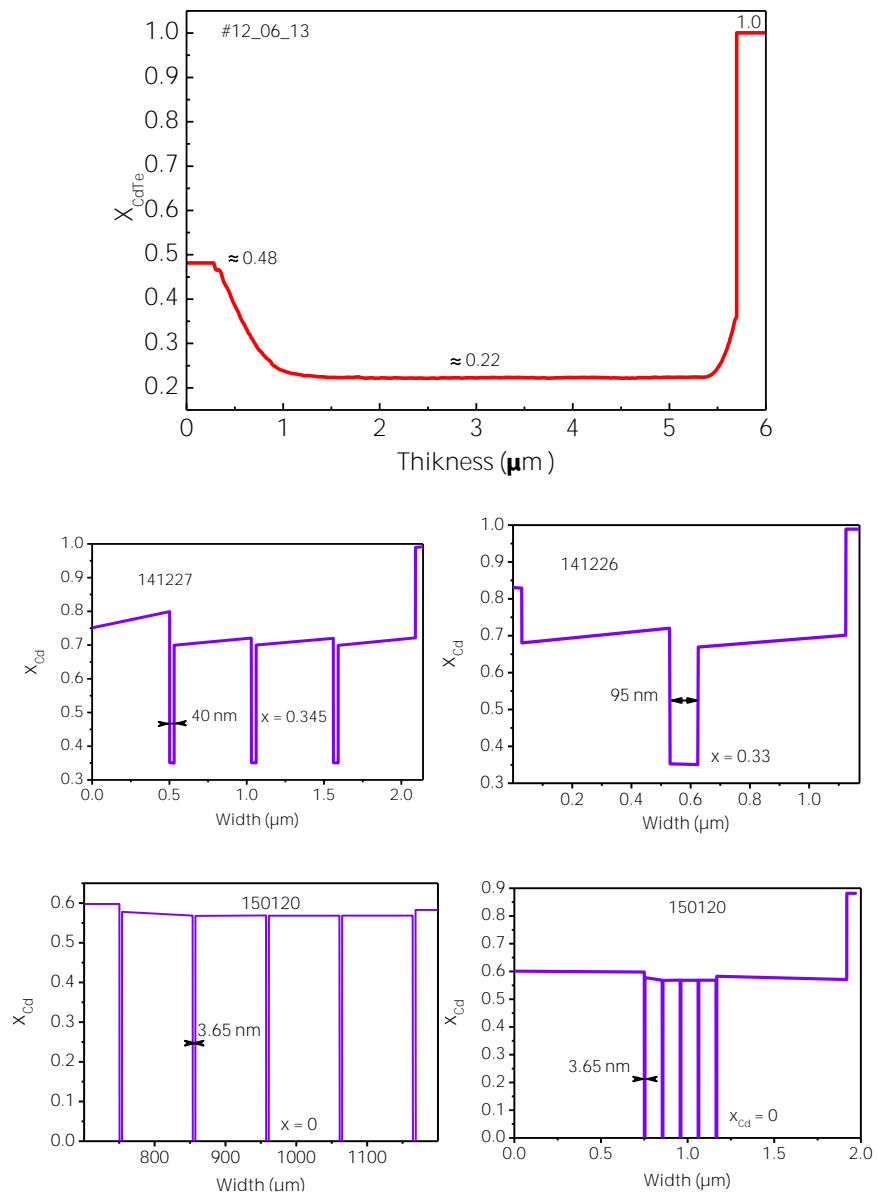 1.0
#12_06_13
1.0
0.9
0.8
0.7
0.6
0.5
0.4
0.3
0.2
X_CdTe
≈ 0.48
≈ 0.22
0 1 2 3 4 5 6
Thikness (μm )
1.0
0.9
0.8
0.7
0.6
0.5
0.4
0.3
x_Cd
141227
40 nm
x = 0.345
0.0 0.5 1.0 1.5 2.0
Width (μm)
1.0
0.9
0.8
0.7
0.6
0.5
0.4
0.3
x_Cd
141226
95 nm
x = 0.33
0.2 0.4 0.6 0.8 1.0
Width (μm)
0.6
0.5
0.4
0.3
0.2
0.1
0.0
x_Cd
150120
3.65 nm
x = 0
800 900 1000 1100
Width (μm)
0.9
0.8
0.7
0.6
0.5
0.4
0.3
0.2
0.1
0.0
x_Cd
150120
3.65 nm
x_Cd = 0
0.0 0.5 1.0 1.5 2.0
Width (μm)